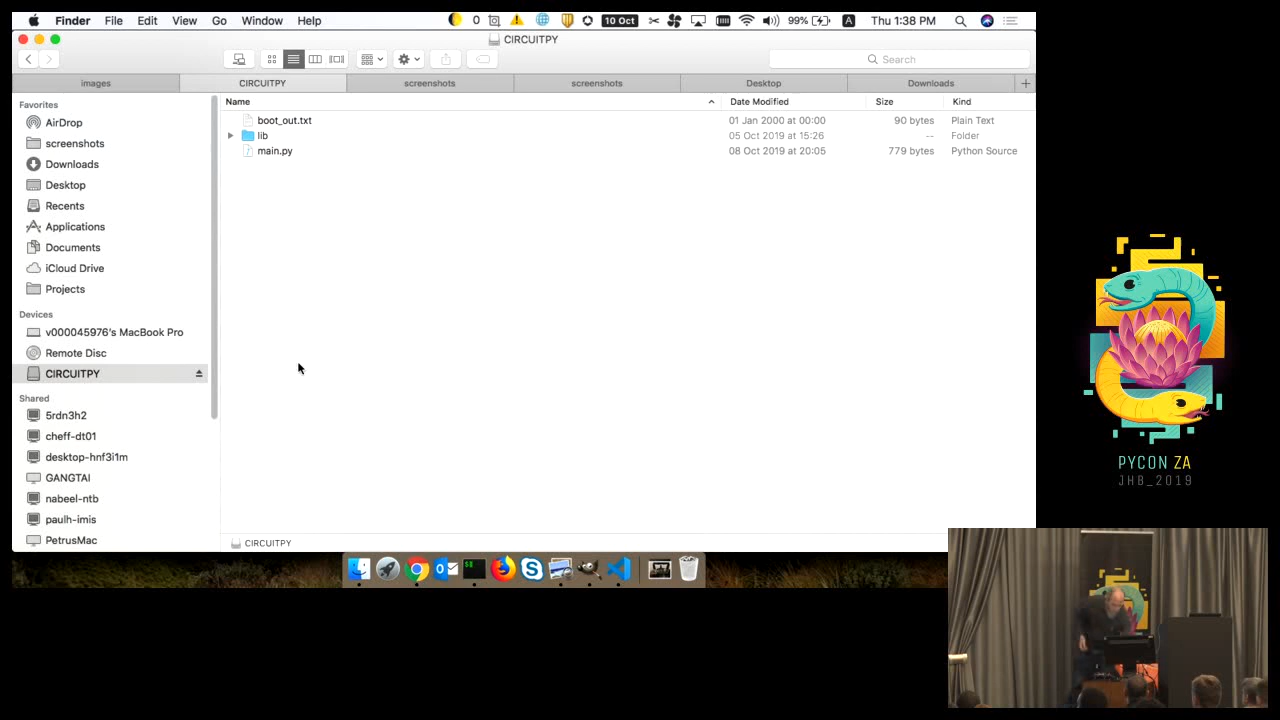 Finder File Edit View Go Window Help 0 10 Oct 99% A Thu 1:38 PM
CIRCUITPY
Search
images CIRCUITPY screenshots screenshots Desktop Downloads
Name Date Modified Size Kind
boot_out.txt 01 Jan 2000 at 00:00 90 bytes Plain Text
lib 05 Oct 2019 at 15:26 -- Folder
main.py 08 Oct 2019 at 20:05 779 bytes Python Source
Favorites
AirDrop
screenshots
Downloads
Desktop
Recents
Applications
Documents
iCloud Drive
Projects
Devices
v000045976's MacBook Pro
Remote Disc
CIRCUITPY
Shared
5rdn3h2
cheff-dt01
desktop-hnf3i1m
GANGTAI
nabeel-ntb
paulh-imis
PetrusMac
CIRCUITPY
PYCON ZA
JHB_2019